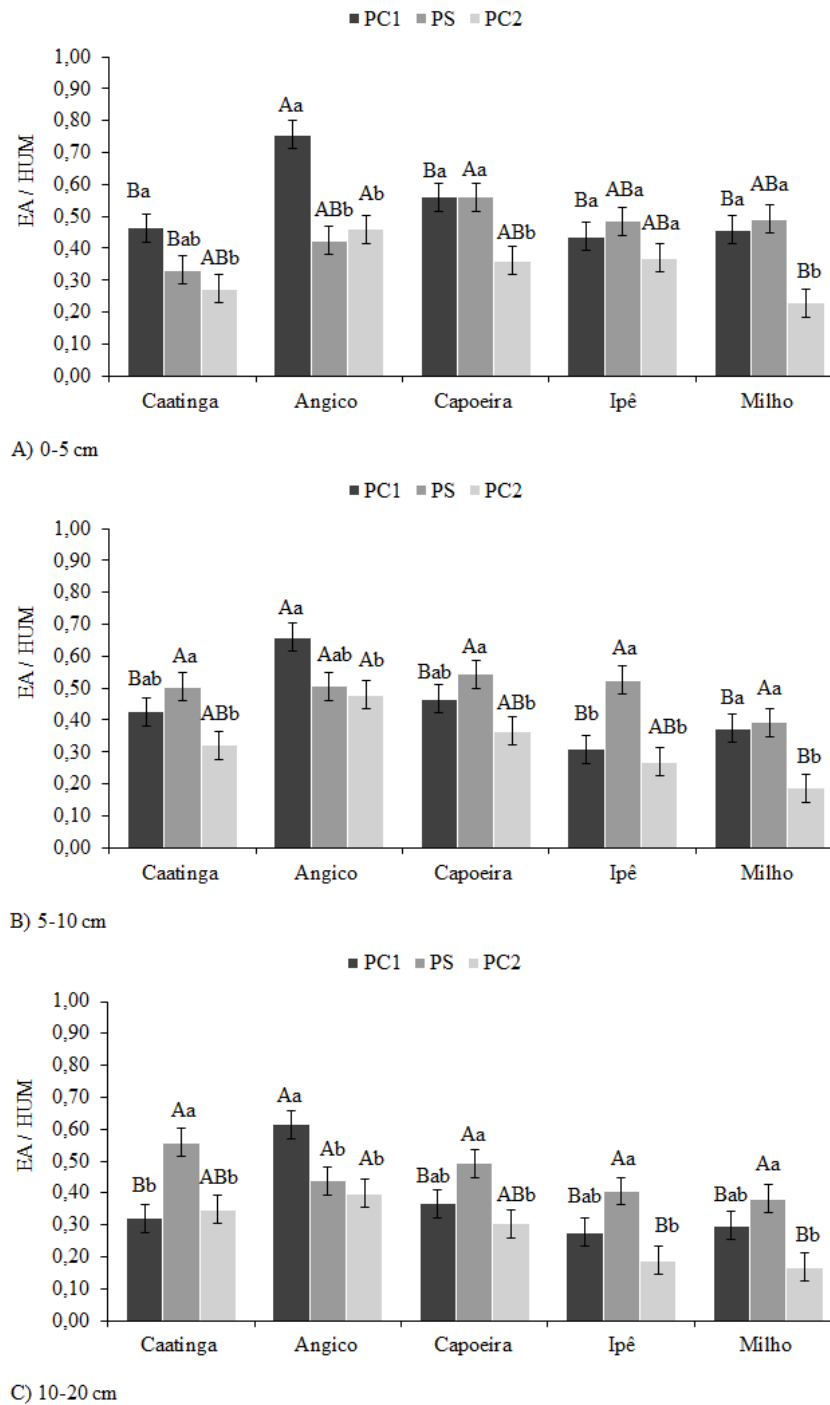 PC1 PS PC2
EA / HUM
1,00
0,90
0,80
0,70
0,60
0,50
0,40
0,30
0,20
0,10
0,00
Ba Bab ABb Aa ABb Ab Ba Aa ABb Ba ABa ABa Ba ABa Bb
Caatinga Angico Capoeira Ipê Milho
A) 0-5 cm
PC1 PS PC2
EA / HUM
1,00
0,90
0,80
0,70
0,60
0,50
0,40
0,30
0,20
0,10
0,00
Bab Aa ABb Aa Aab Ab Bab Aa ABb Bb Aa ABb Ba Aa Bb
Caatinga Angico Capoeira Ipê Milho
B) 5-10 cm
PC1 PS PC2
EA / HUM
1,00
0,90
0,80
0,70
0,60
0,50
0,40
0,30
0,20
0,10
0,00
Bb Aa ABb Aa Ab Ab Bab Aa ABb Bab Aa Bb Bab Aa Bb
Caatinga Angico Capoeira Ipê Milho
C) 10-20 cm